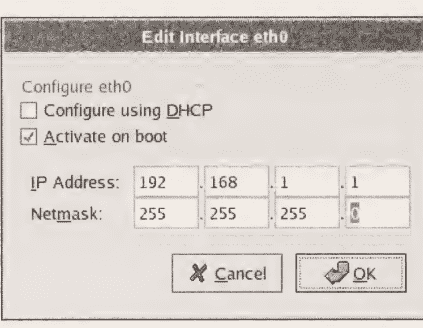 Edit Interface eth0
Configure eth0
Configure using DHCP
Activate on boot
IP Address: 192 . 168 . 1 . 1
Netmask: 255 . 255 . 255 . 0
Cancel OK